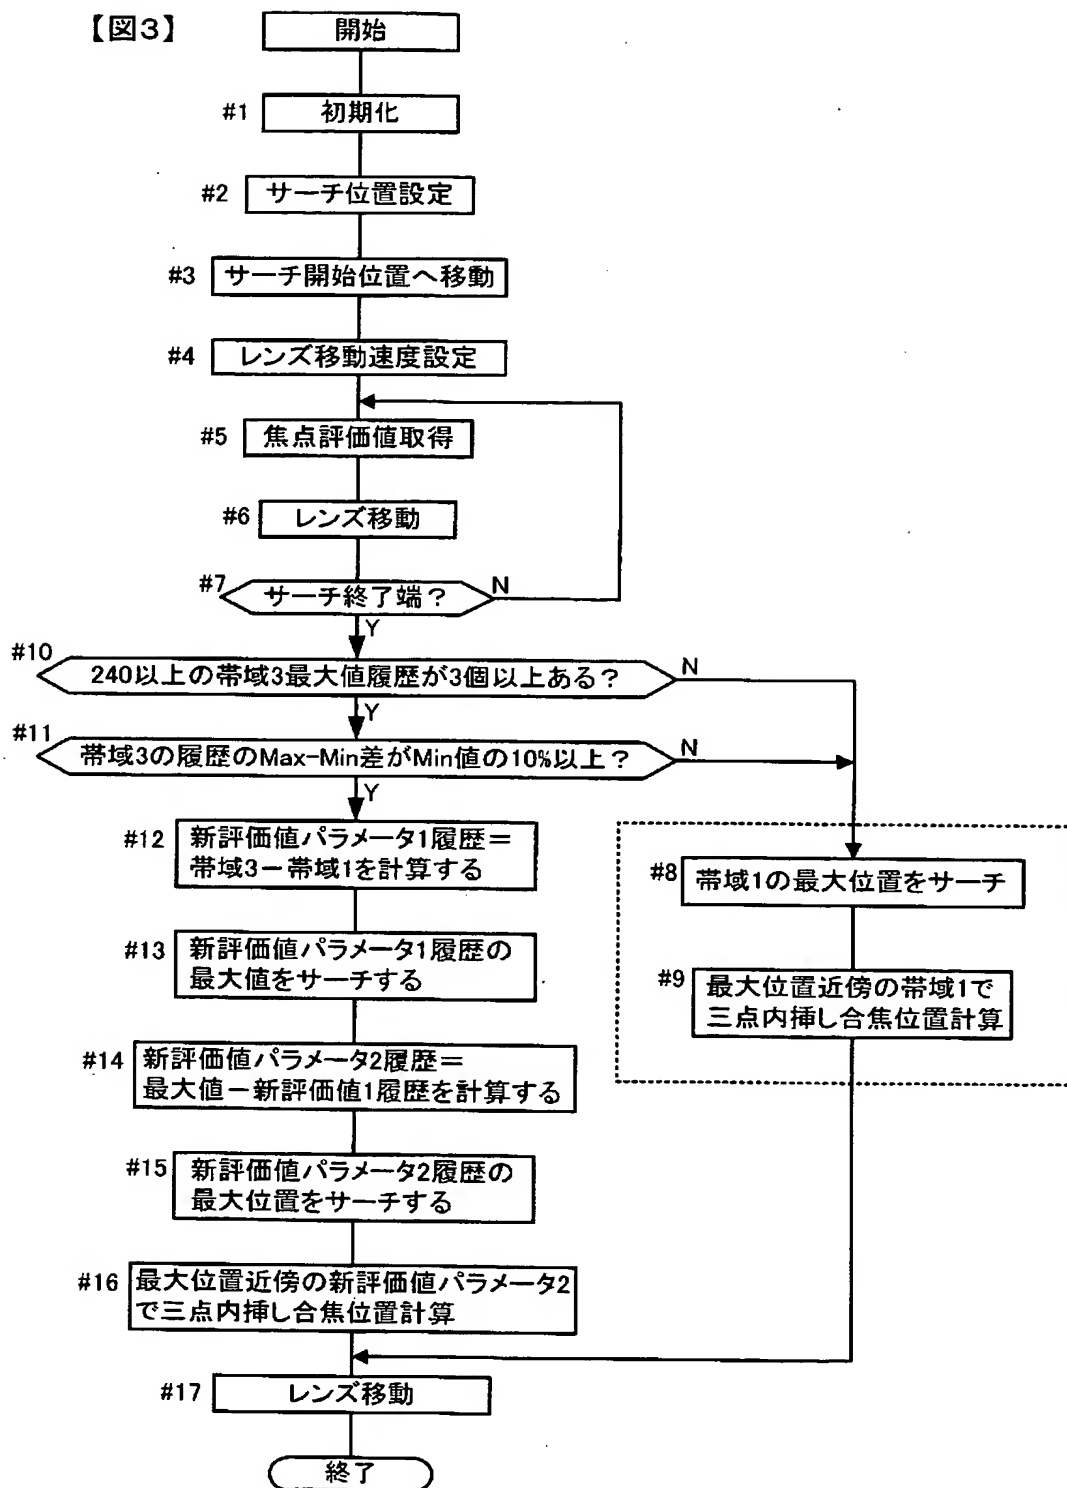 【図3】
開始
#1 初期化
#2 サーチ位置設定
#3 サーチ開始位置へ移動
#4 レンズ移動速度設定
#5 焦点評価値取得
#6 レンズ移動
#7 サーチ終了端？ N
Y
#10 240以上の帯域3最大値履歴が3個以上ある？ N
Y
#11 帯域3の履歴のMax-Min差がMin値の10%以上？ N
Y
#12 新評価値パラメータ1履歴＝
帯域3－帯域1を計算する
#13 新評価値パラメータ1履歴の
最大値をサーチする
#14 新評価値パラメータ2履歴＝
最大値－新評価値1履歴を計算する
#15 新評価値パラメータ2履歴の
最大位置をサーチする
#16 最大位置近傍の新評価値パラメータ2
で三点内挿し合焦位置計算
#8 帯域1の最大位置をサーチ
#9 最大位置近傍の帯域1で
三点内挿し合焦位置計算
#17 レンズ移動
終了